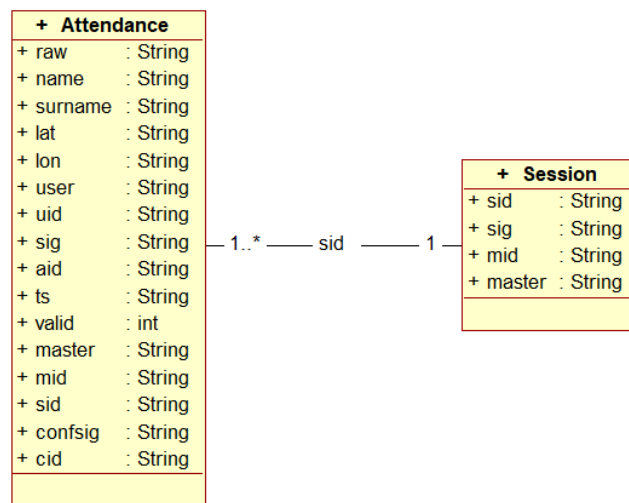 + Attendance
+ raw : String
+ name : String
+ surname : String
+ lat : String
+ lon : String
+ user : String
+ uid : String
+ sig : String
+ aid : String
+ ts : String
+ valid : int
+ master : String
+ mid : String
+ sid : String
+ confsig : String
+ cid : String
1..* sid 1
+ Session
+ sid : String
+ sig : String
+ mid : String
+ master : String